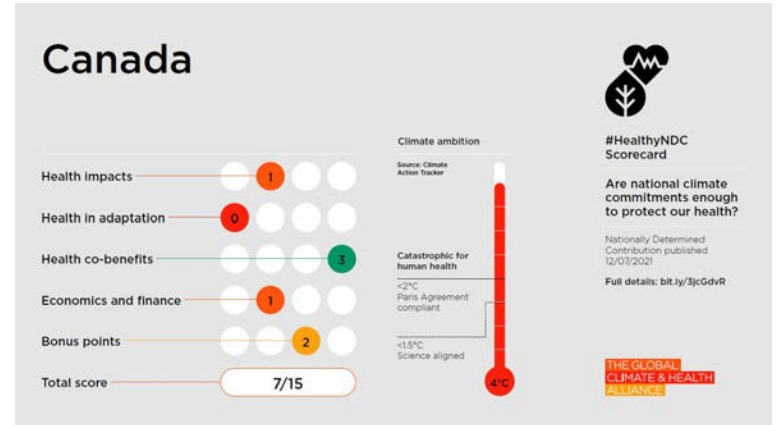 Canada
Health impacts
1
Health in adaptation
0
Health co-benefits
3
Economics and finance
1
Bonus points
2
Total score
7/15
Climate ambition
Source: Climate
Action Tracker
Catastrophic for
human health
<2°C
Paris Agreement
compliant
<1.5°C
Science aligned
4°C
#HealthyNDC
Scorecard
Are national climate
commitments enough
to protect our health?
Nationally Determined
Contribution published
12/07/2021
Full details: bit.ly/3jcGdvR
THE GLOBAL
CLIMATE & HEALTH
ALLIANCE